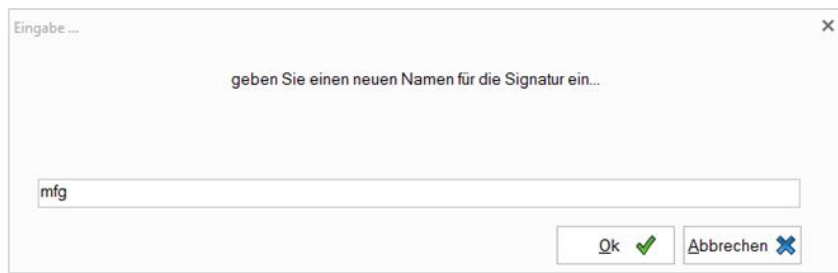 Eingabe ...
geben Sie einen neuen Namen für die Signatur ein...
mfg
Ok Abbrechen